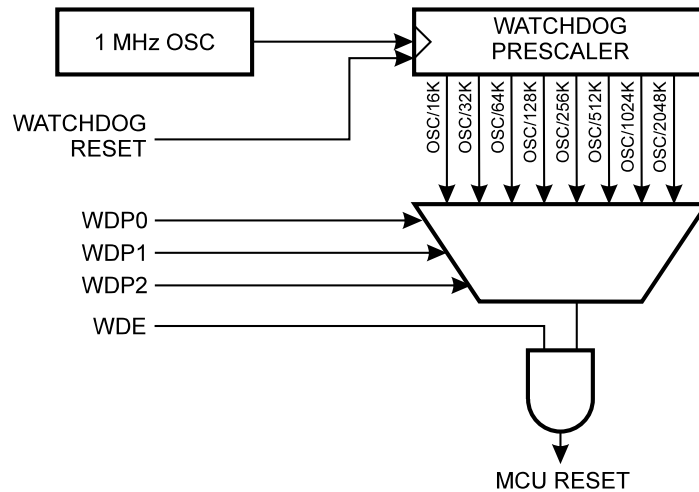 1 MHz OSC
WATCHDOG
PRESCALER
WATCHDOG
RESET
OSC/16K
OSC/32K
OSC/64K
OSC/128K
OSC/256K
OSC/512K
OSC/1024K
OSC/2048K
WDP0
WDP1
WDP2
WDE
MCU RESET